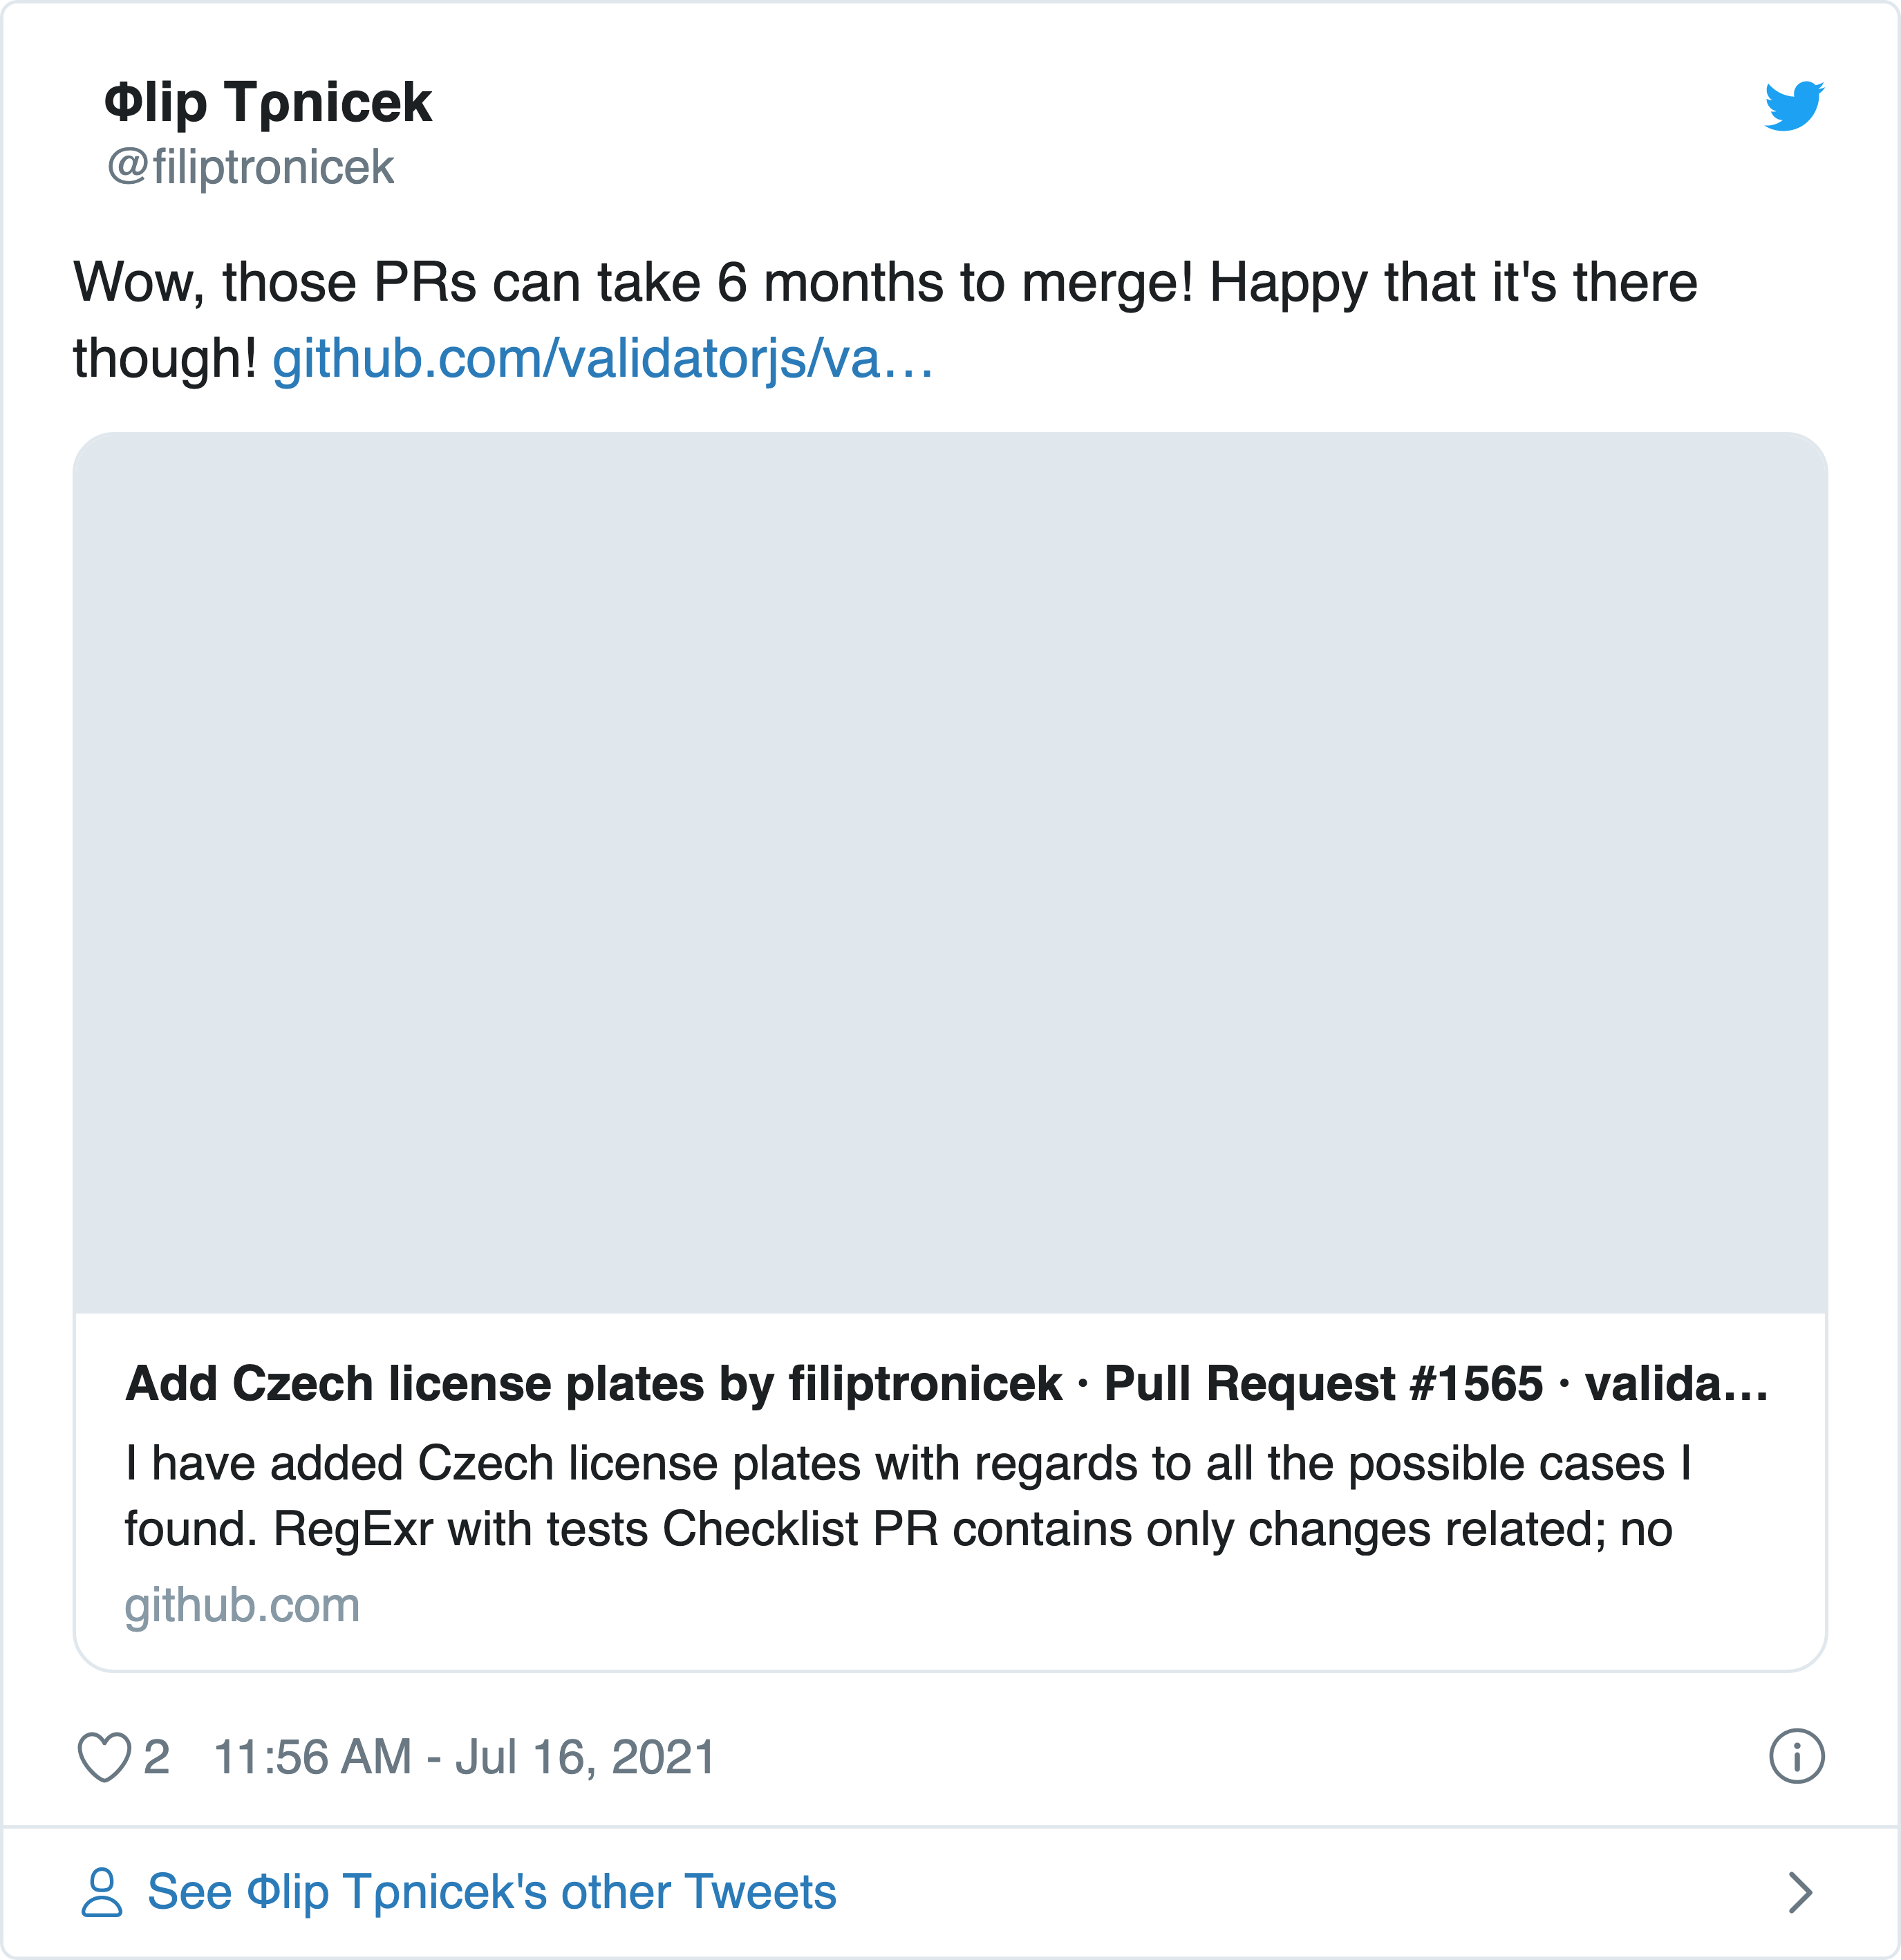 Φlip Tρnicek
@filiptronicek
Wow, those PRs can take 6 months to merge! Happy that it's there
though! github.com/validatorjs/va…
Add Czech license plates by filiptronicek · Pull Request #1565 · valida…
I have added Czech license plates with regards to all the possible cases I
found. RegExr with tests Checklist PR contains only changes related; no
github.com
2 11:56 AM - Jul 16, 2021
See Φlip Tρnicek's other Tweets